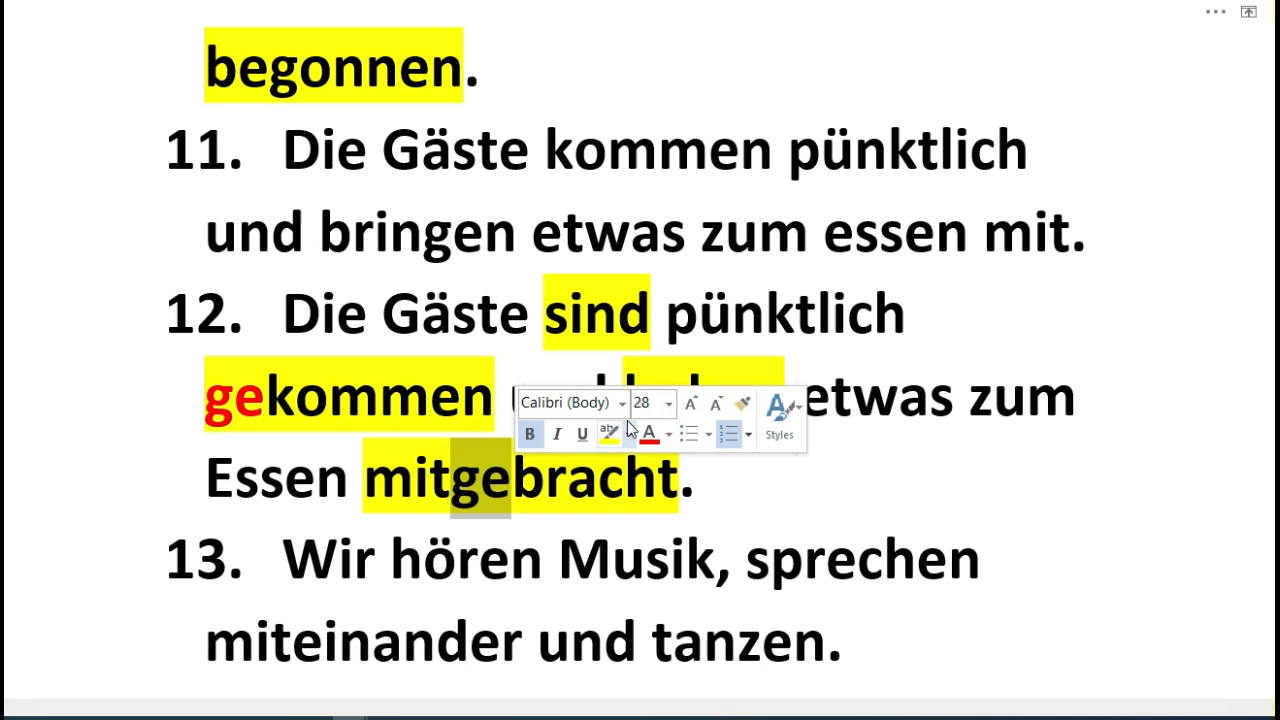 begonnen.
11. Die Gäste kommen pünktlich
und bringen etwas zum essen mit.
12. Die Gäste sind pünktlich
gekommen etwas zum
Calibri (Body) 28
Styles
Essen mitgebracht.
13. Wir hören Musik, sprechen
miteinander und tanzen.